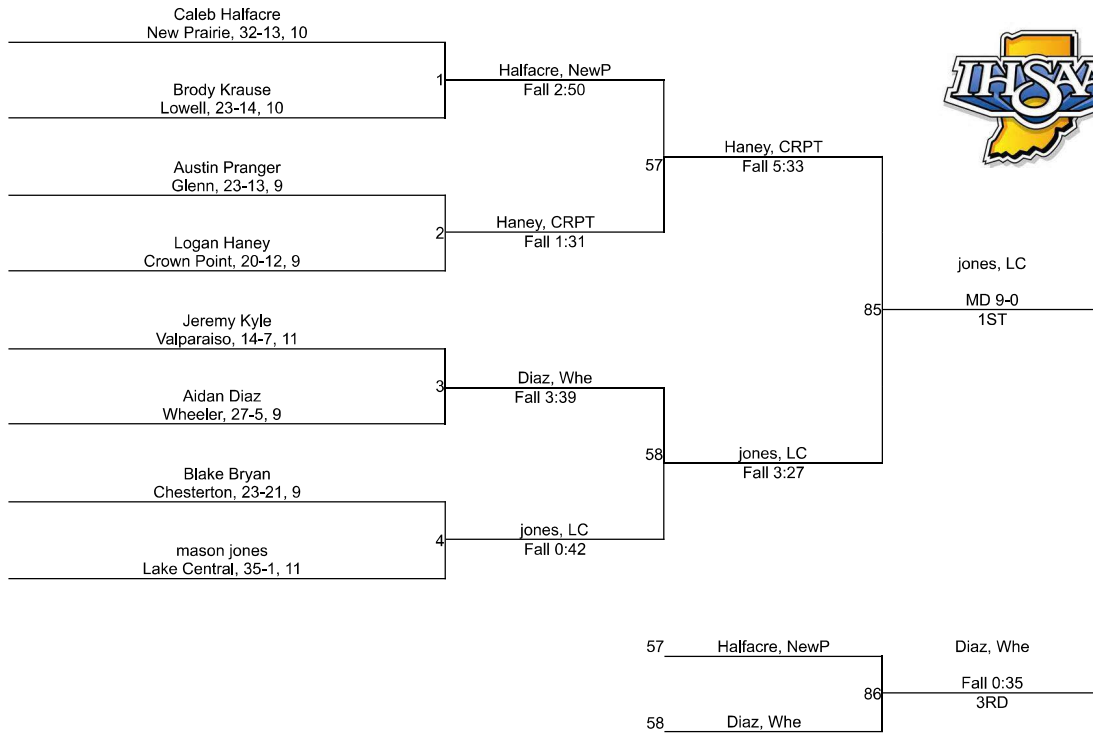 Caleb Halfacre
New Prairie, 32-13, 10
1
Brody Krause
Lowell, 23-14, 10
Halfacre, NewP
Fall 2:50
Austin Pranger
Glenn, 23-13, 9
2
Logan Haney
Crown Point, 20-12, 9
Haney, CRPT
Fall 1:31
57
Haney, CRPT
Fall 5:33
Jeremy Kyle
Valparaiso, 14-7, 11
3
Aidan Diaz
Wheeler, 27-5, 9
Diaz, Whe
Fall 3:39
Blake Bryan
Chesterton, 23-21, 9
4
mason jones
Lake Central, 35-1, 11
jones, LC
Fall 0:42
58
jones, LC
Fall 3:27
85
jones, LC
MD 9-0
1ST
IHSAA
57
Halfacre, NewP
58
Diaz, Whe
86
Diaz, Whe
Fall 0:35
3RD